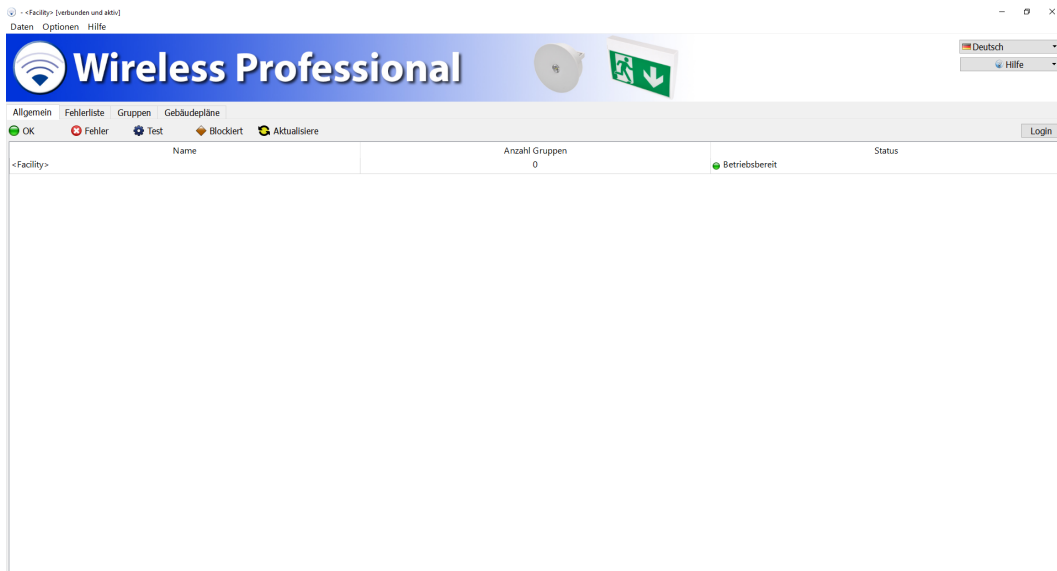 - <Facility> [verbunden und aktiv]
Daten Optionen Hilfe
Wireless Professional
Deutsch
Hilfe
Allgemein Fehlerliste Gruppen Gebäudepläne
OK Fehler Test Blockiert Aktualisiere Login
Name Anzahl Gruppen Status
<Facility> 0 Betriebsbereit